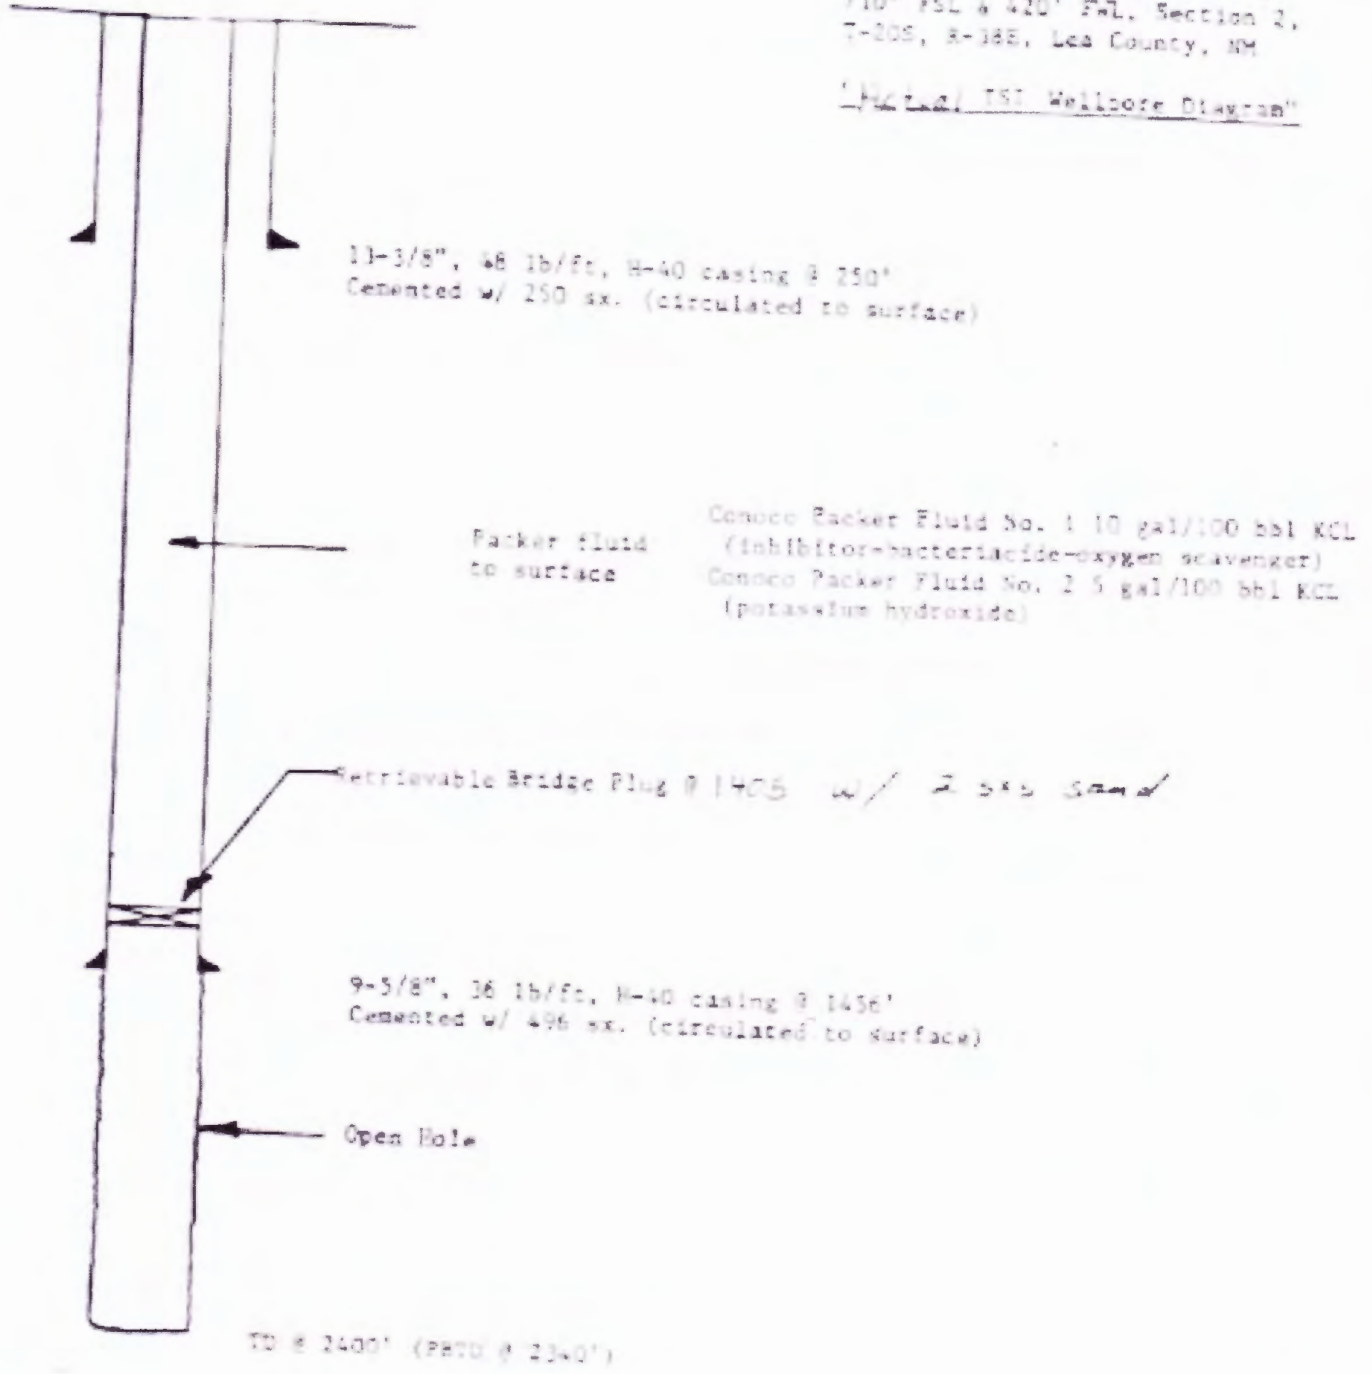 710' FSL & 420' FWL, Section 2,
T-20S, R-38E, Lea County, NM
"Actual TSI Wellbore Diagram"
13-3/8", 48 lb/ft, H-40 casing @ 250'
Cemented w/ 250 sx. (circulated to surface)
Packer fluid
to surface
Conoco Packer Fluid No. 1 10 gal/100 bbl KCL
(inhibitor-bacteriacide-oxygen scavenger)
Conoco Packer Fluid No. 2 5 gal/100 bbl KCL
(potassium hydroxide)
Retrievable Bridge Plug @ 1405 w/ 2 sxs sand
9-5/8", 36 lb/ft, H-40 casing @ 1456'
Cemented w/ 496 sx. (circulated to surface)
Open Hole
TD @ 2400' (PBTD @ 2340')